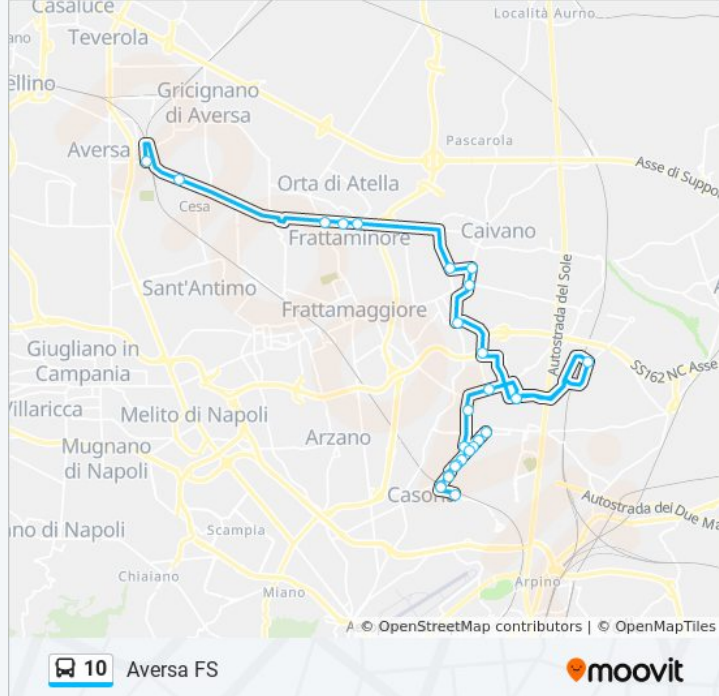 Casaluce
Località Aurno
Teverola
ellino
Gricignano
di Aversa
Pascarola
Aversa
Asse di Suppo
Orta di Atella
Cesa
Caivano
Frattaminore
Sant'Antimo
Autostrada del Sole
Frattamaggiore
Giugliano in
Campania
SS162 NC Asse
Villaricca
Melito di Napoli
Arzano
Mugnano
di Napoli
Casoria
Autostrada dei Due Ma
no di Napoli
Scampia
Chiaiano
Miano
Arpino
© OpenStreetMap contributors | © OpenMapTiles
10 Aversa FS
moovit